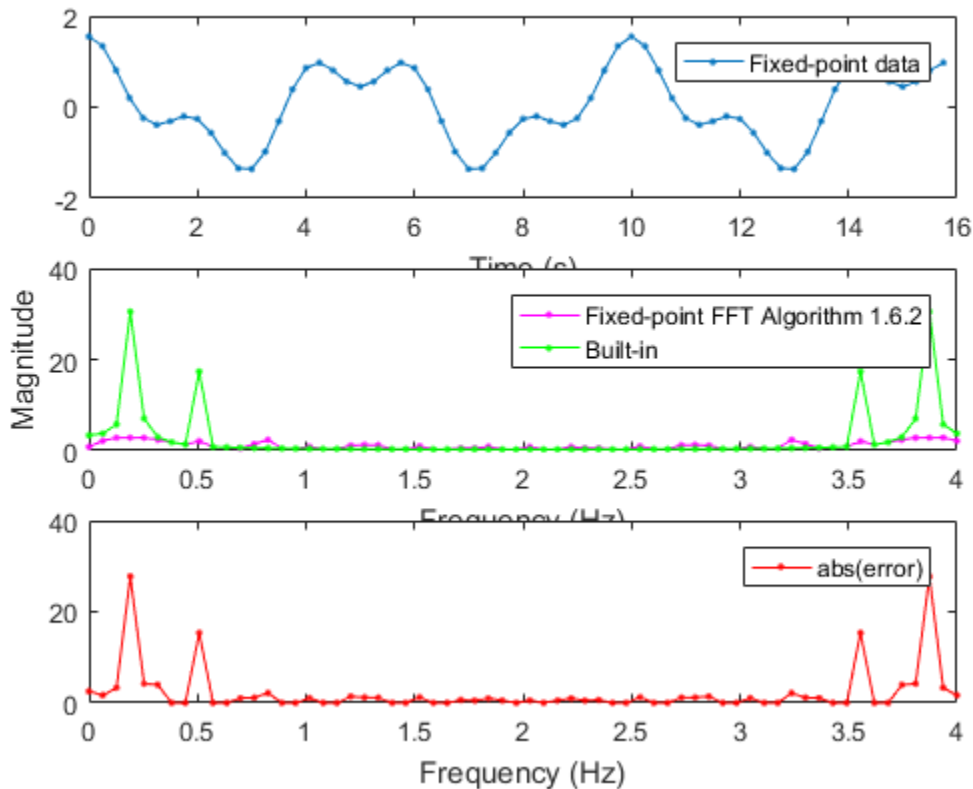 2
0
-2
Fixed-point data
0 2 4 6 8 10 12 14 16
Time (s)
40
20
0
Magnitude
Fixed-point FFT Algorithm 1.6.2
Built-in
0 0.5 1 1.5 2 2.5 3 3.5 4
Frequency (Hz)
40
20
0
abs(error)
0 0.5 1 1.5 2 2.5 3 3.5 4
Frequency (Hz)